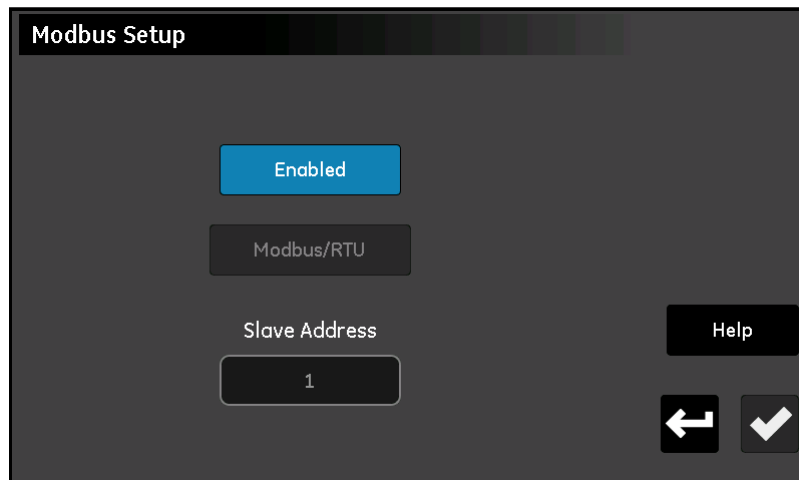 Modbus Setup
Enabled
Modbus/RTU
Slave Address
Help
1